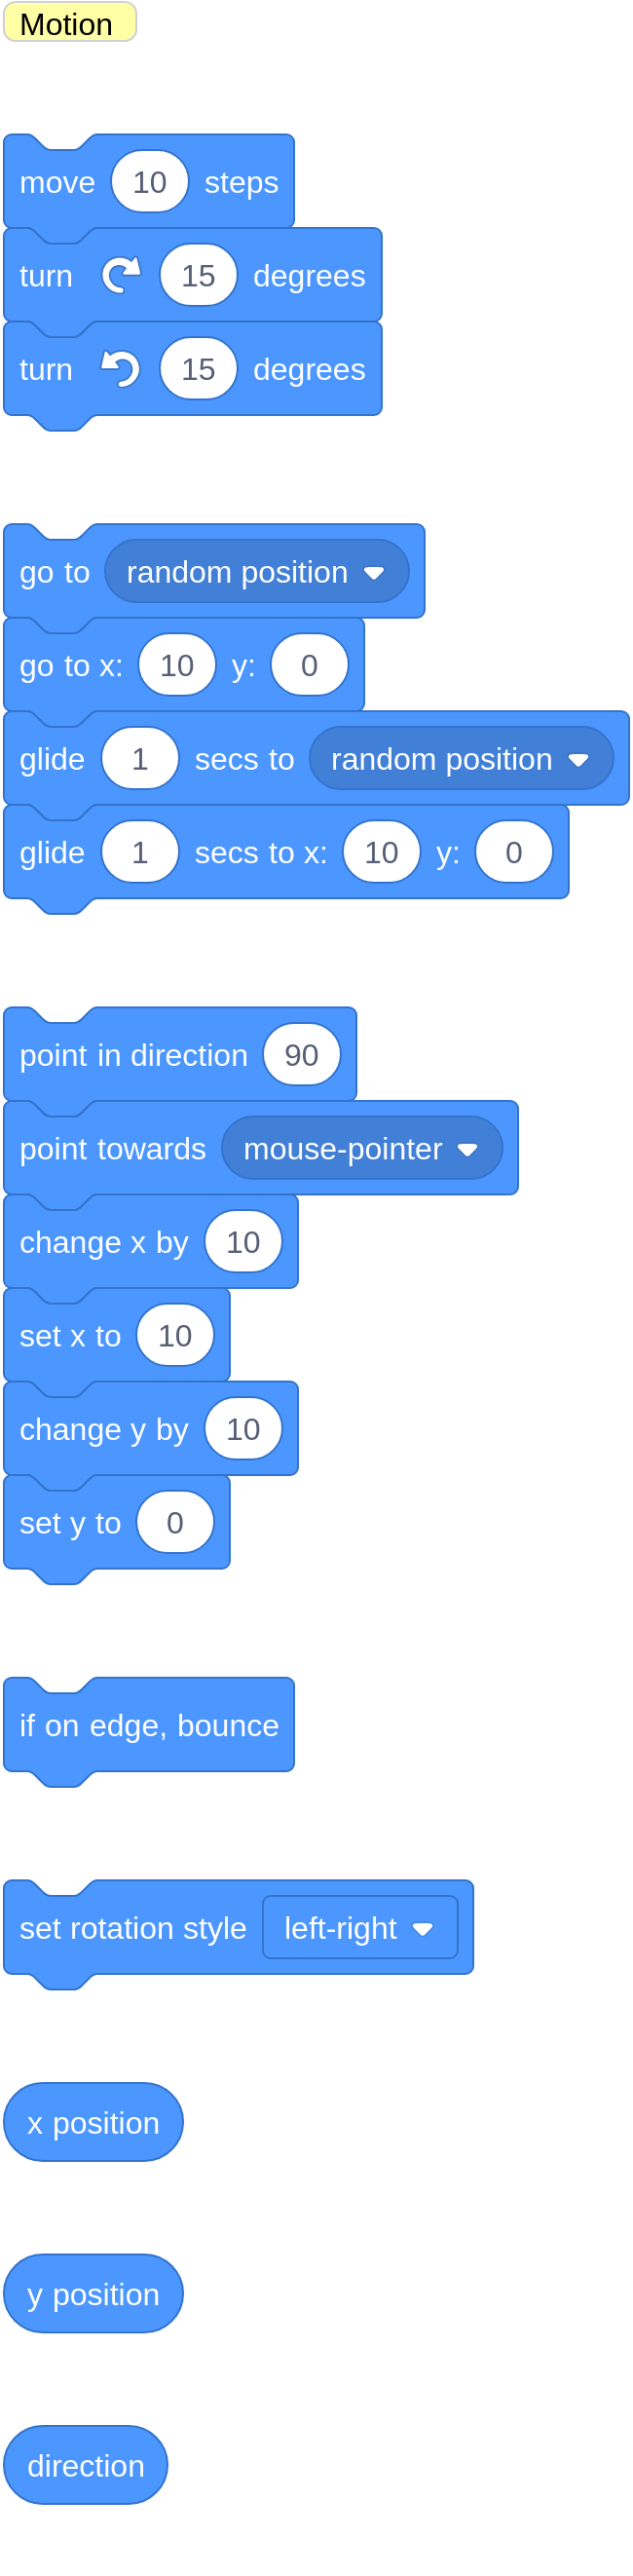 Motion
move 10 steps
turn 15 degrees
turn 15 degrees
go to random position
go to x: 10 y: 0
glide 1 secs to random position
glide 1 secs to x: 10 y: 0
point in direction 90
point towards mouse-pointer
change x by 10
set x to 10
change y by 10
set y to 0
if on edge, bounce
set rotation style left-right
x position
y position
direction